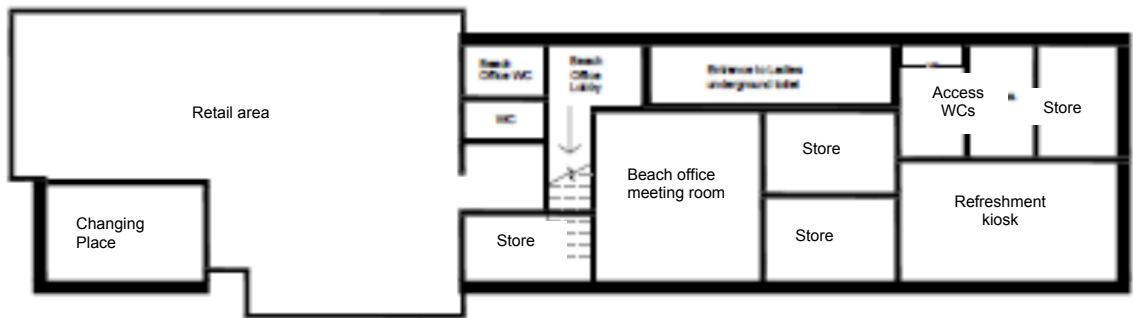 Retail area
Changing
Place
Beach
Office WC
WC
Beach
Office
Lobby
Entrance to Ladies
underground toilet
Access
WCs
Store
Store
Beach office
meeting room
Store
Store
Refreshment
kiosk